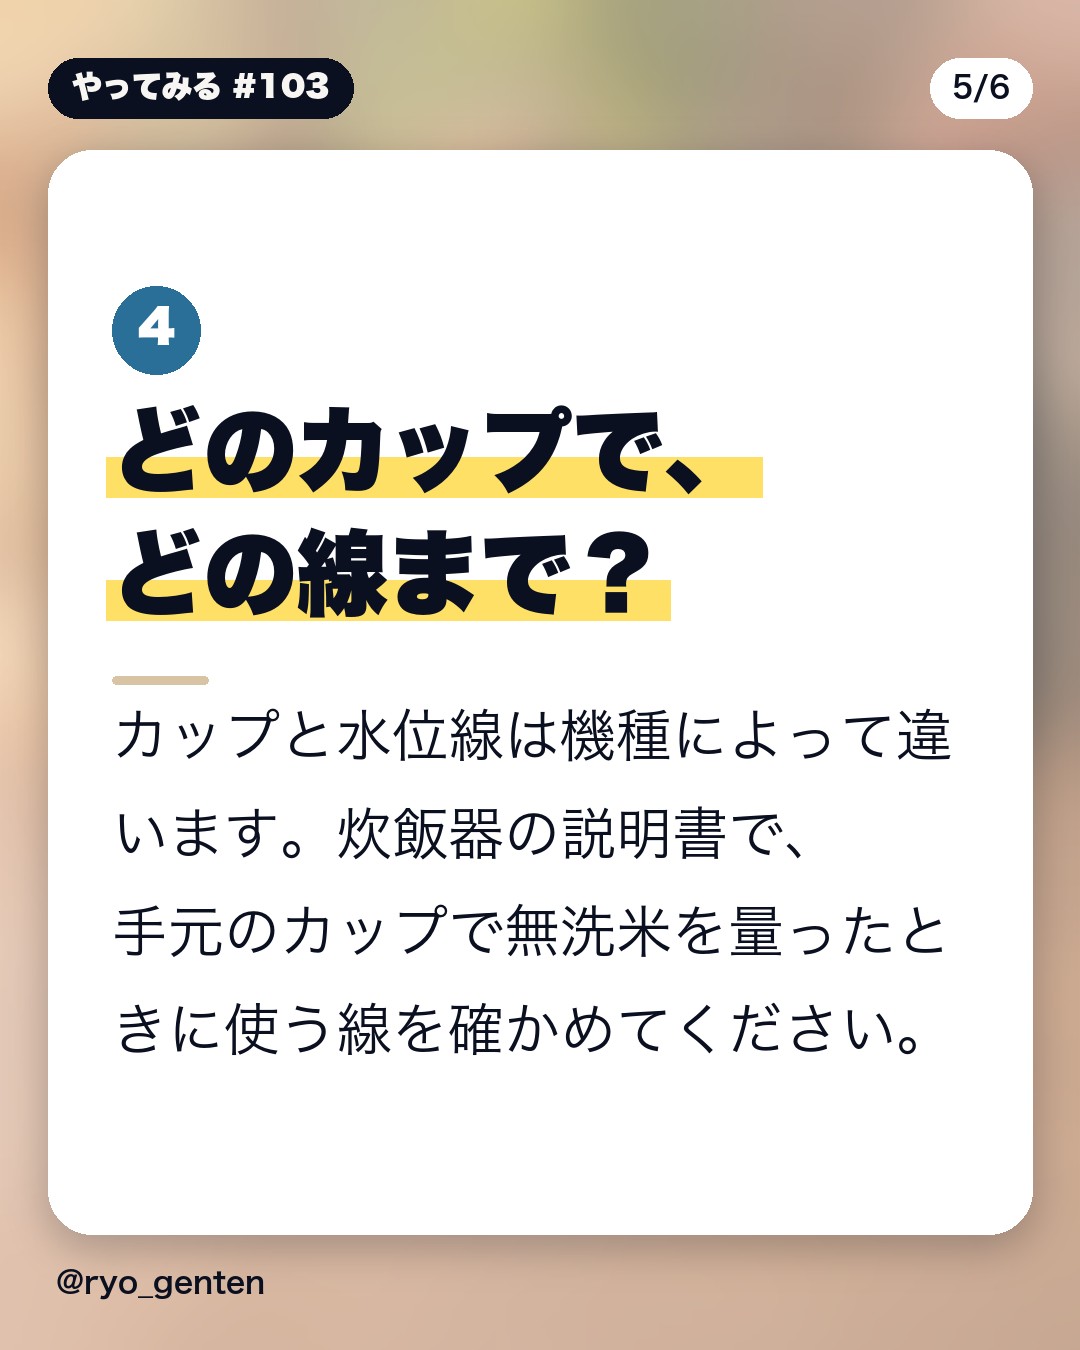 やってみる #103
5/6
4
どのカップで、
どの線まで？
カップと水位線は機種によって違
います。炊飯器の説明書で、
手元のカップで無洗米を量ったと
きに使う線を確かめてください。
@ryo_genten